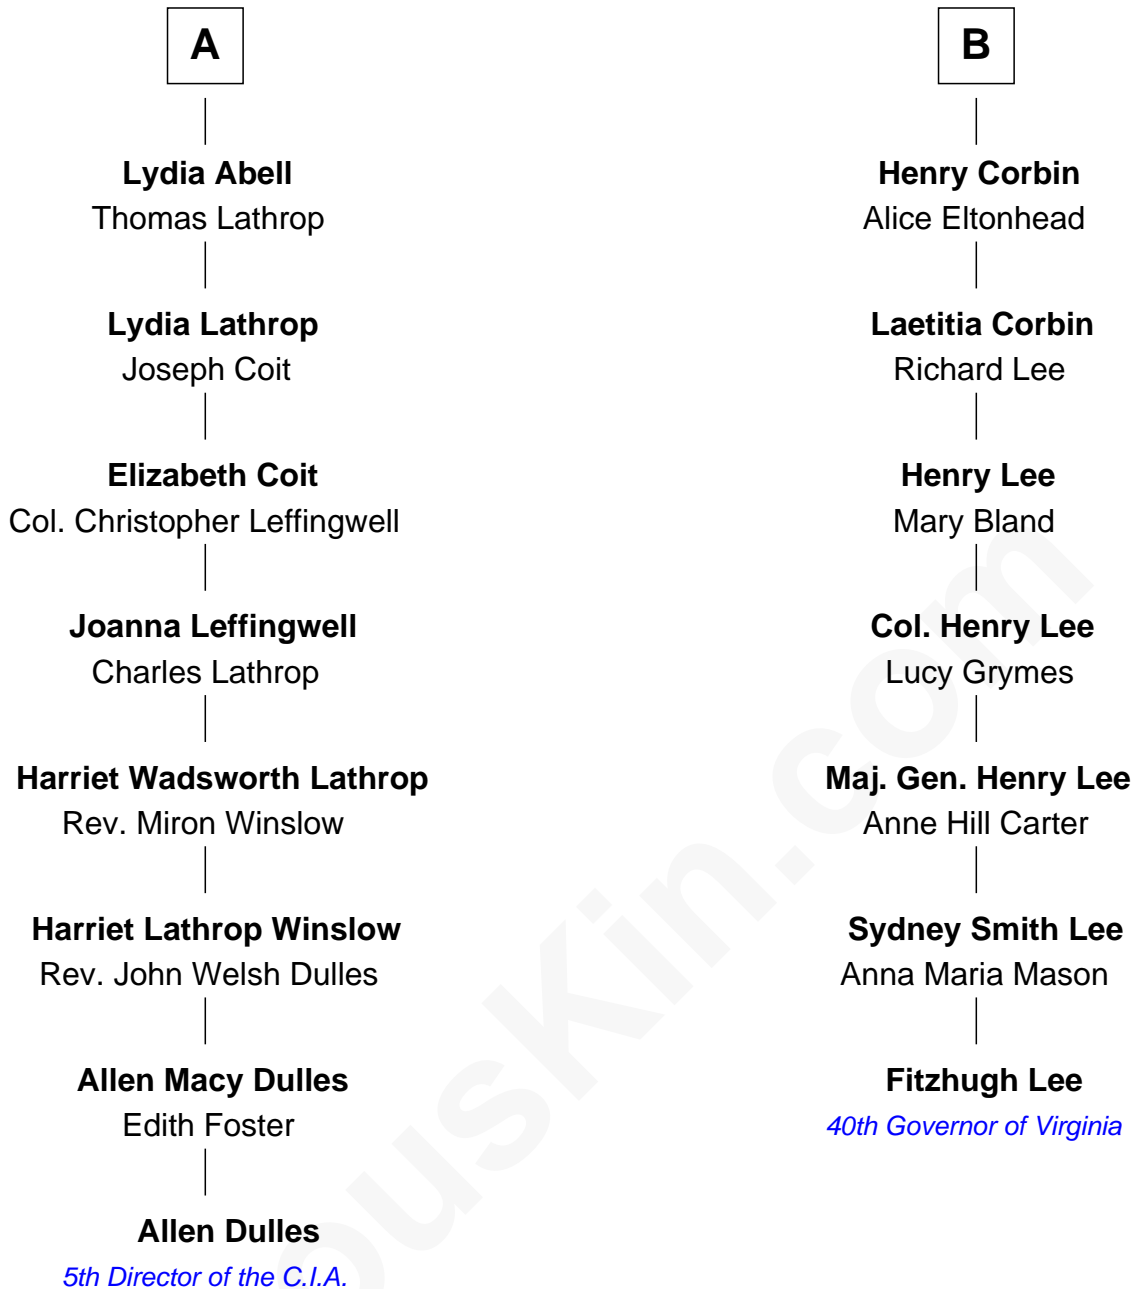 A
Lydia Abell
Thomas Lathrop
Lydia Lathrop
Joseph Coit
Elizabeth Coit
Col. Christopher Leffingwell
Joanna Leffingwell
Charles Lathrop
Harriet Wadsworth Lathrop
Rev. Miron Winslow
Harriet Lathrop Winslow
Rev. John Welsh Dulles
Allen Macy Dulles
Edith Foster
Allen Dulles
5th Director of the C.I.A.
B
Henry Corbin
Alice Eltonhead
Laetitia Corbin
Richard Lee
Henry Lee
Mary Bland
Col. Henry Lee
Lucy Grymes
Maj. Gen. Henry Lee
Anne Hill Carter
Sydney Smith Lee
Anna Maria Mason
Fitzhugh Lee
40th Governor of Virginia
ousKin.com